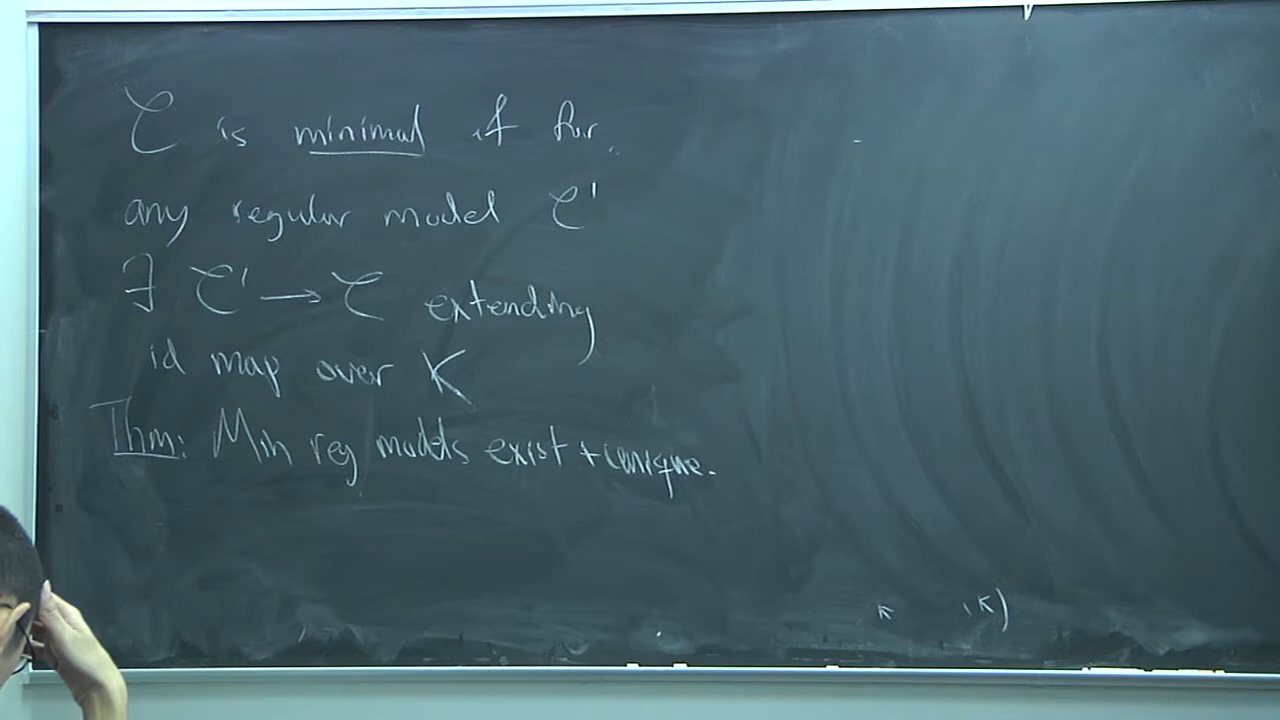 𝒞 is minimal if for
any regular model 𝒞'
∃ 𝒞' → 𝒞 extending
id map over K
Thm: Min reg models exist + unique.
K)